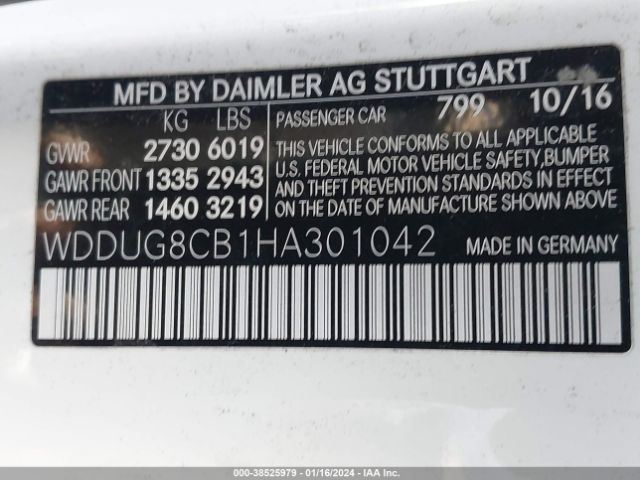 MFD BY DAIMLER AG STUTTGART
KG LBS
GVWR 2730 6019
GAWR FRONT 1335 2943
GAWR REAR 1460 3219
PASSENGER CAR 799 10/16
THIS VEHICLE CONFORMS TO ALL APPLICABLE
U.S. FEDERAL MOTOR VEHICLE SAFETY, BUMPER
AND THEFT PREVENTION STANDARDS IN EFFECT
ON THE DATE OF MANUFACTURE SHOWN ABOVE
WDDUG8CB1HA301042 MADE IN GERMANY
000-38525979 - 01/16/2024 - IAA, Inc.